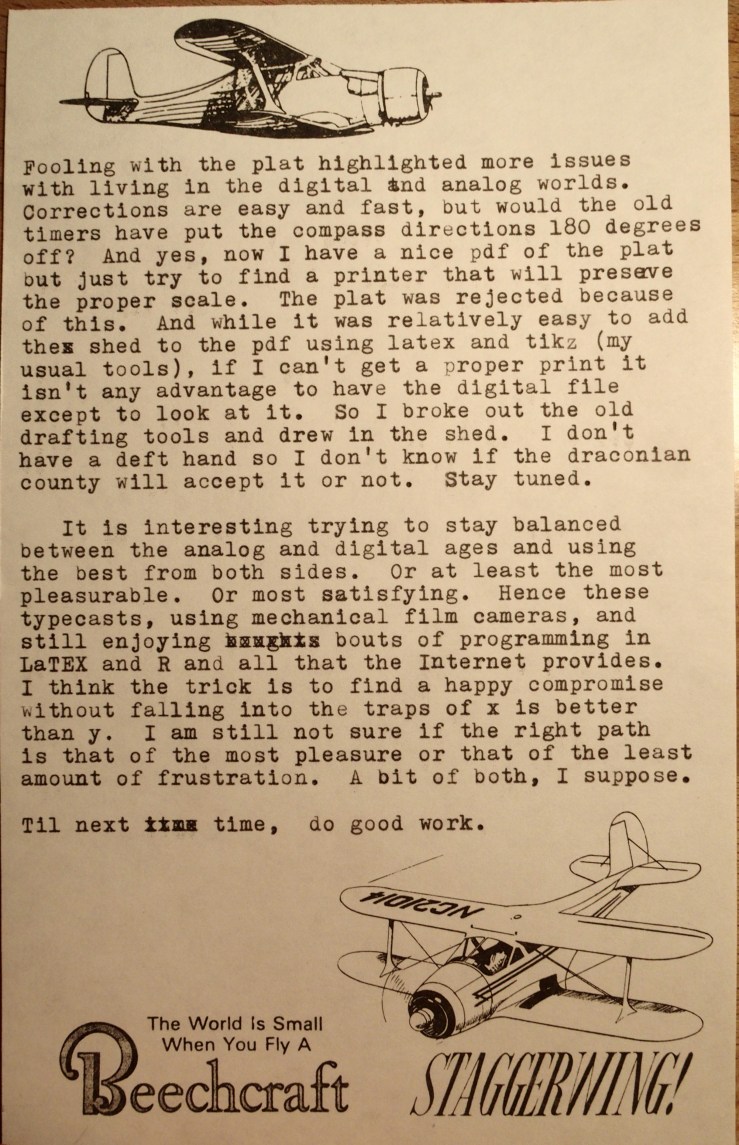 Fooling with the plat highlighted more issues
with living in the digital and analog worlds.
Corrections are easy and fast, but would the old
timers have put the compass directions 180 degrees
off?  And yes, now I have a nice pdf of the plat
but just try to find a printer that will preserve
the proper scale.  The plat was rejected because
of this.  And while it was relatively easy to add
thex shed to the pdf using latex and tikz (my
usual tools), if I can't get a proper print it
isn't any advantage to have the digital file
except to look at it.  So I broke out the old
drafting tools and drew in the shed.  I don't
have a deft hand so I don't know if the draconian
county will accept it or not.  Stay tuned.

It is interesting trying to stay balanced
between the analog and digital ages and using
the best from both sides.  Or at least the most
pleasurable.  Or most satisfying.  Hence these
typecasts, using mechanical film cameras, and
still enjoying bouts of programming in
LaTEX and R and all that the Internet provides.
I think the trick is to find a happy compromise
without falling into the traps of x is better
than y.  I am still not sure if the right path
is that of the most pleasure or that of the least
amount of frustration.  A bit of both, I suppose.

Til next time,  do good work.
NC21014
The World Is Small
When You Fly A
Beechcraft STAGGERWING!